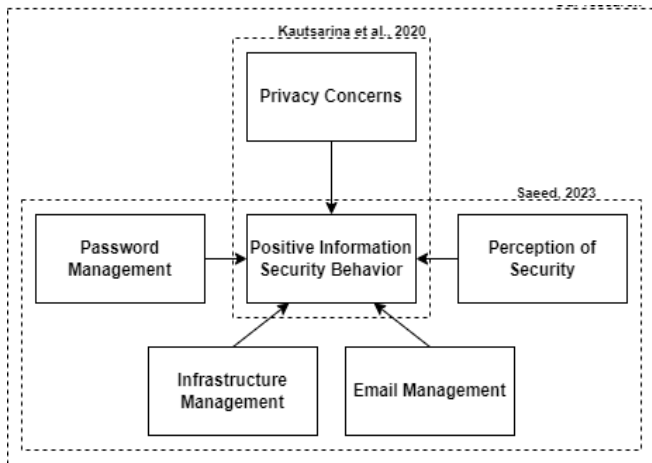 Kautsarina et al., 2020
Privacy Concerns
Saeed, 2023
Password
Management
Positive Information
Security Behavior
Perception of
Security
Infrastructure
Management
Email Management